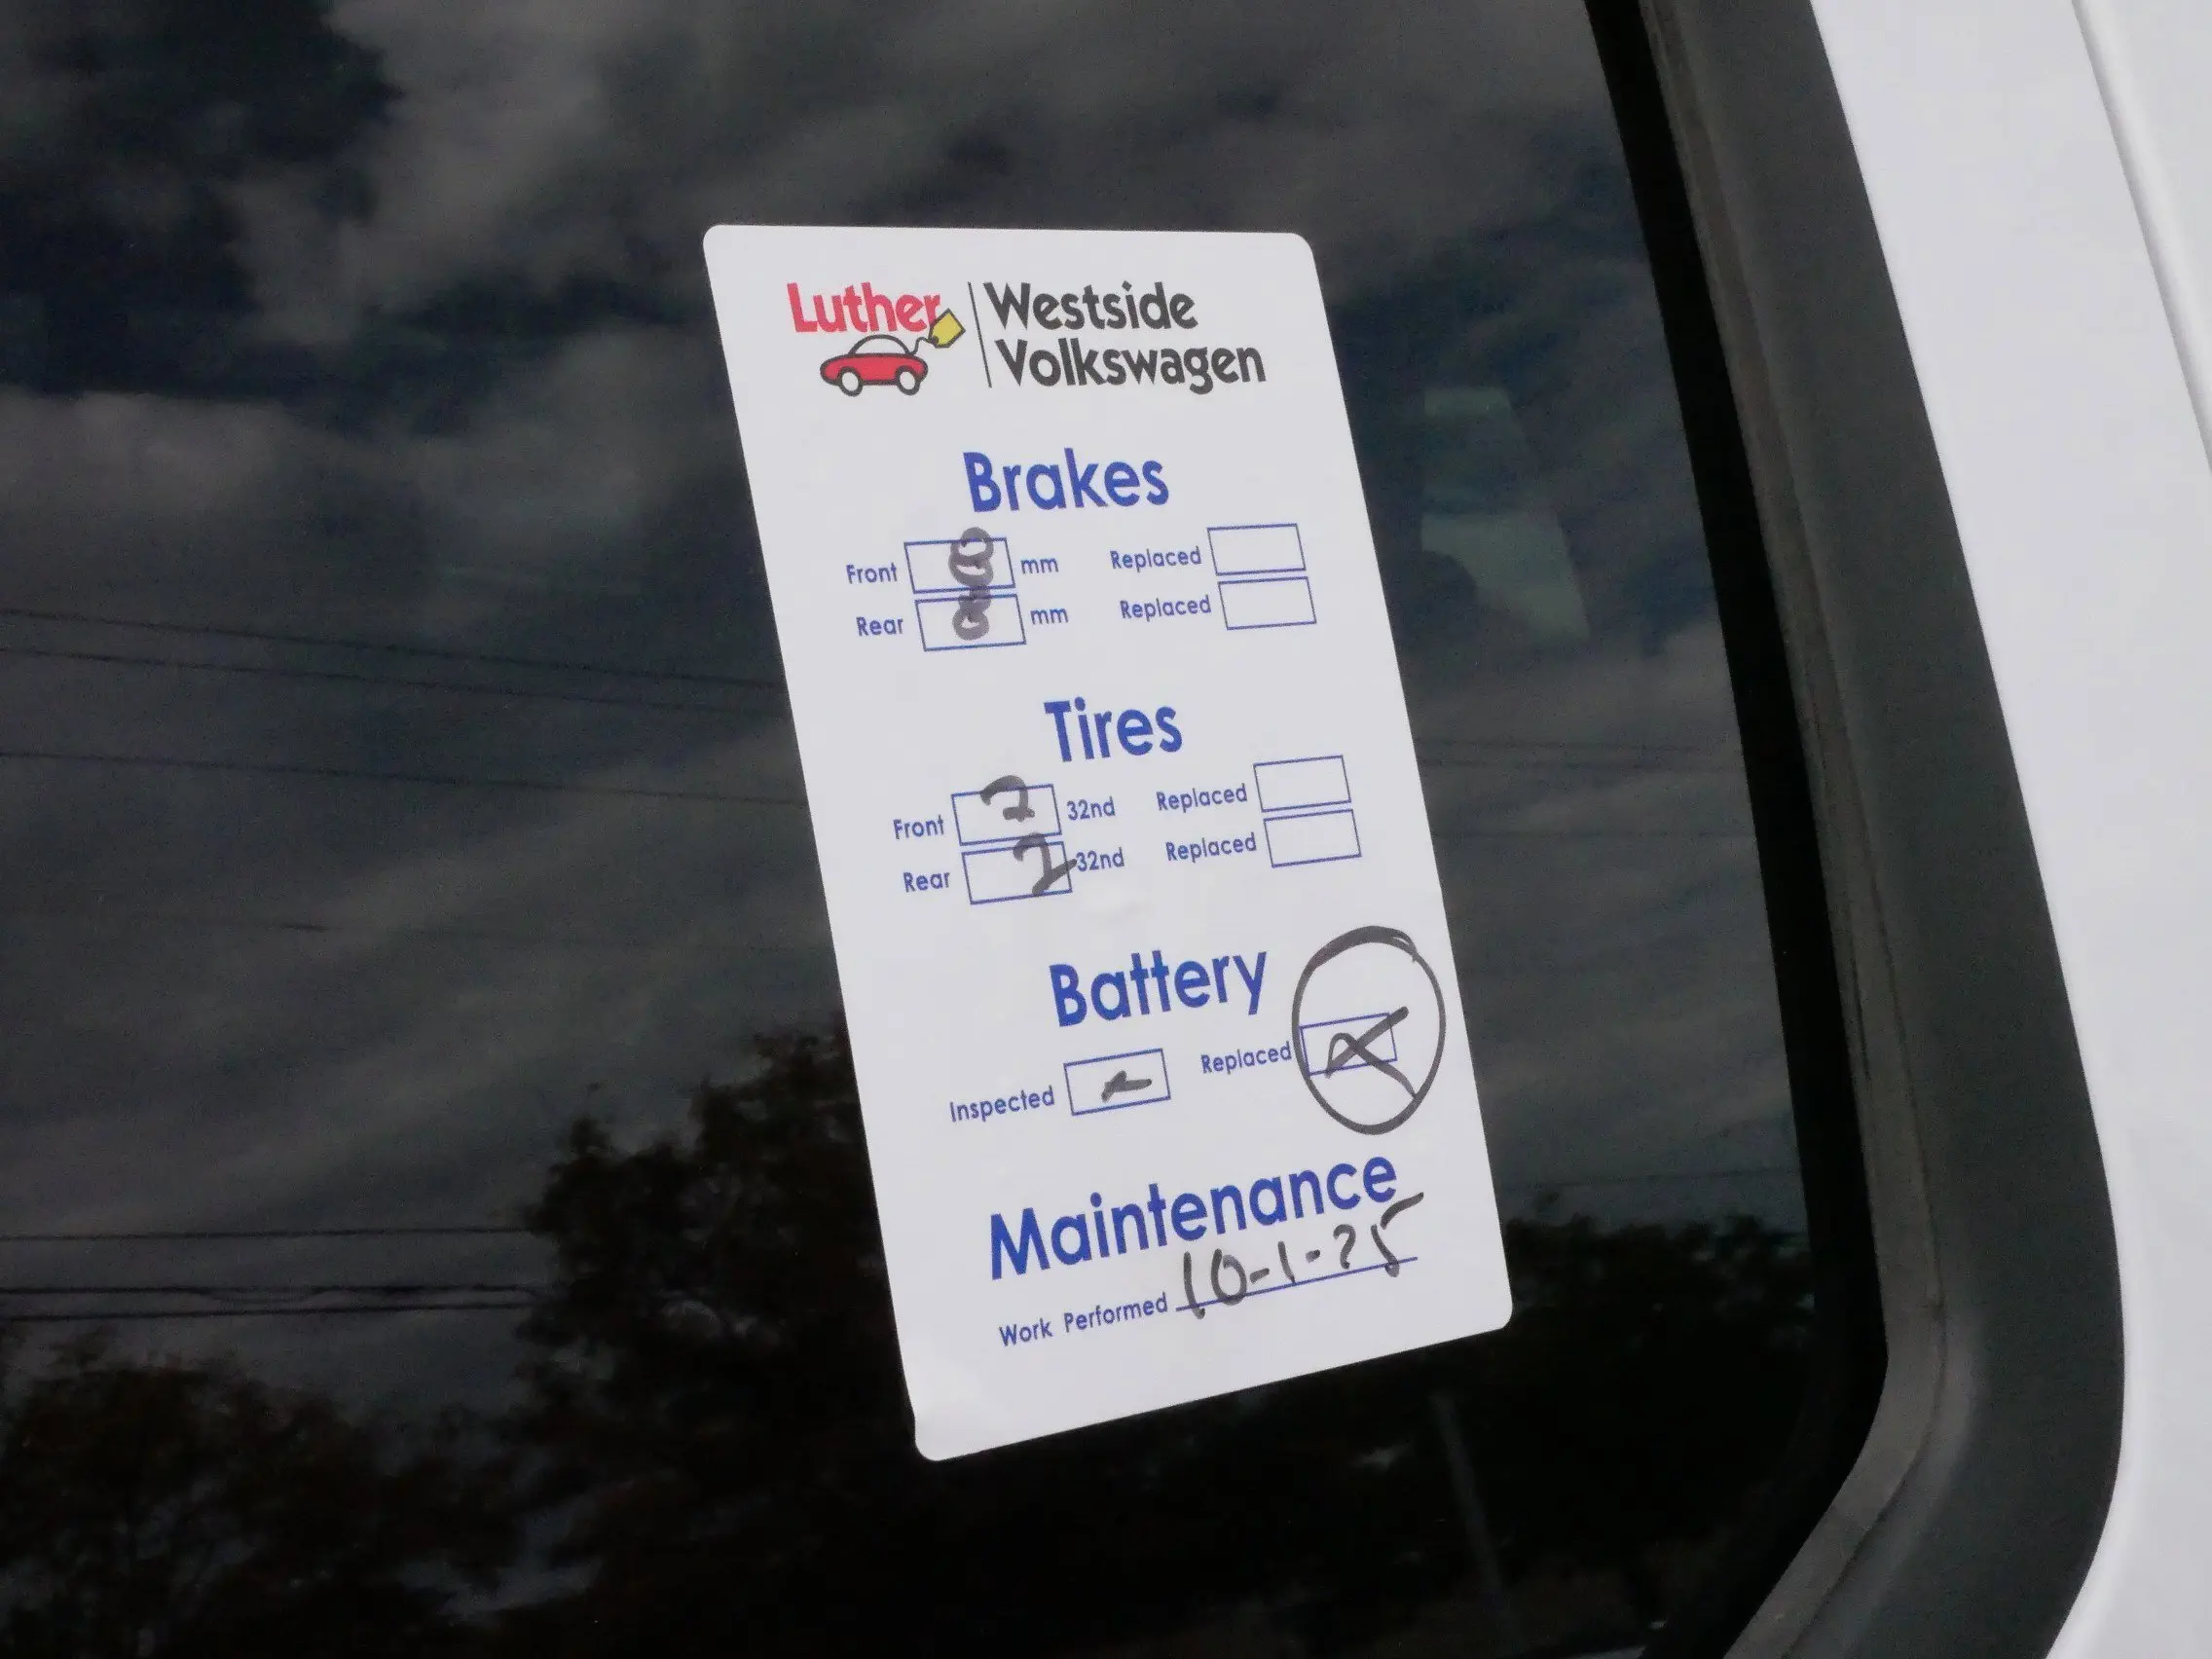 Luther Westside
Volkswagen
Brakes
Front 8 mm Replaced
Rear 8 mm Replaced
Tires
Front 7 32nd Replaced
Rear 7 32nd Replaced
Battery
Inspected Replaced X
Maintenance
Work Performed 10-1-25